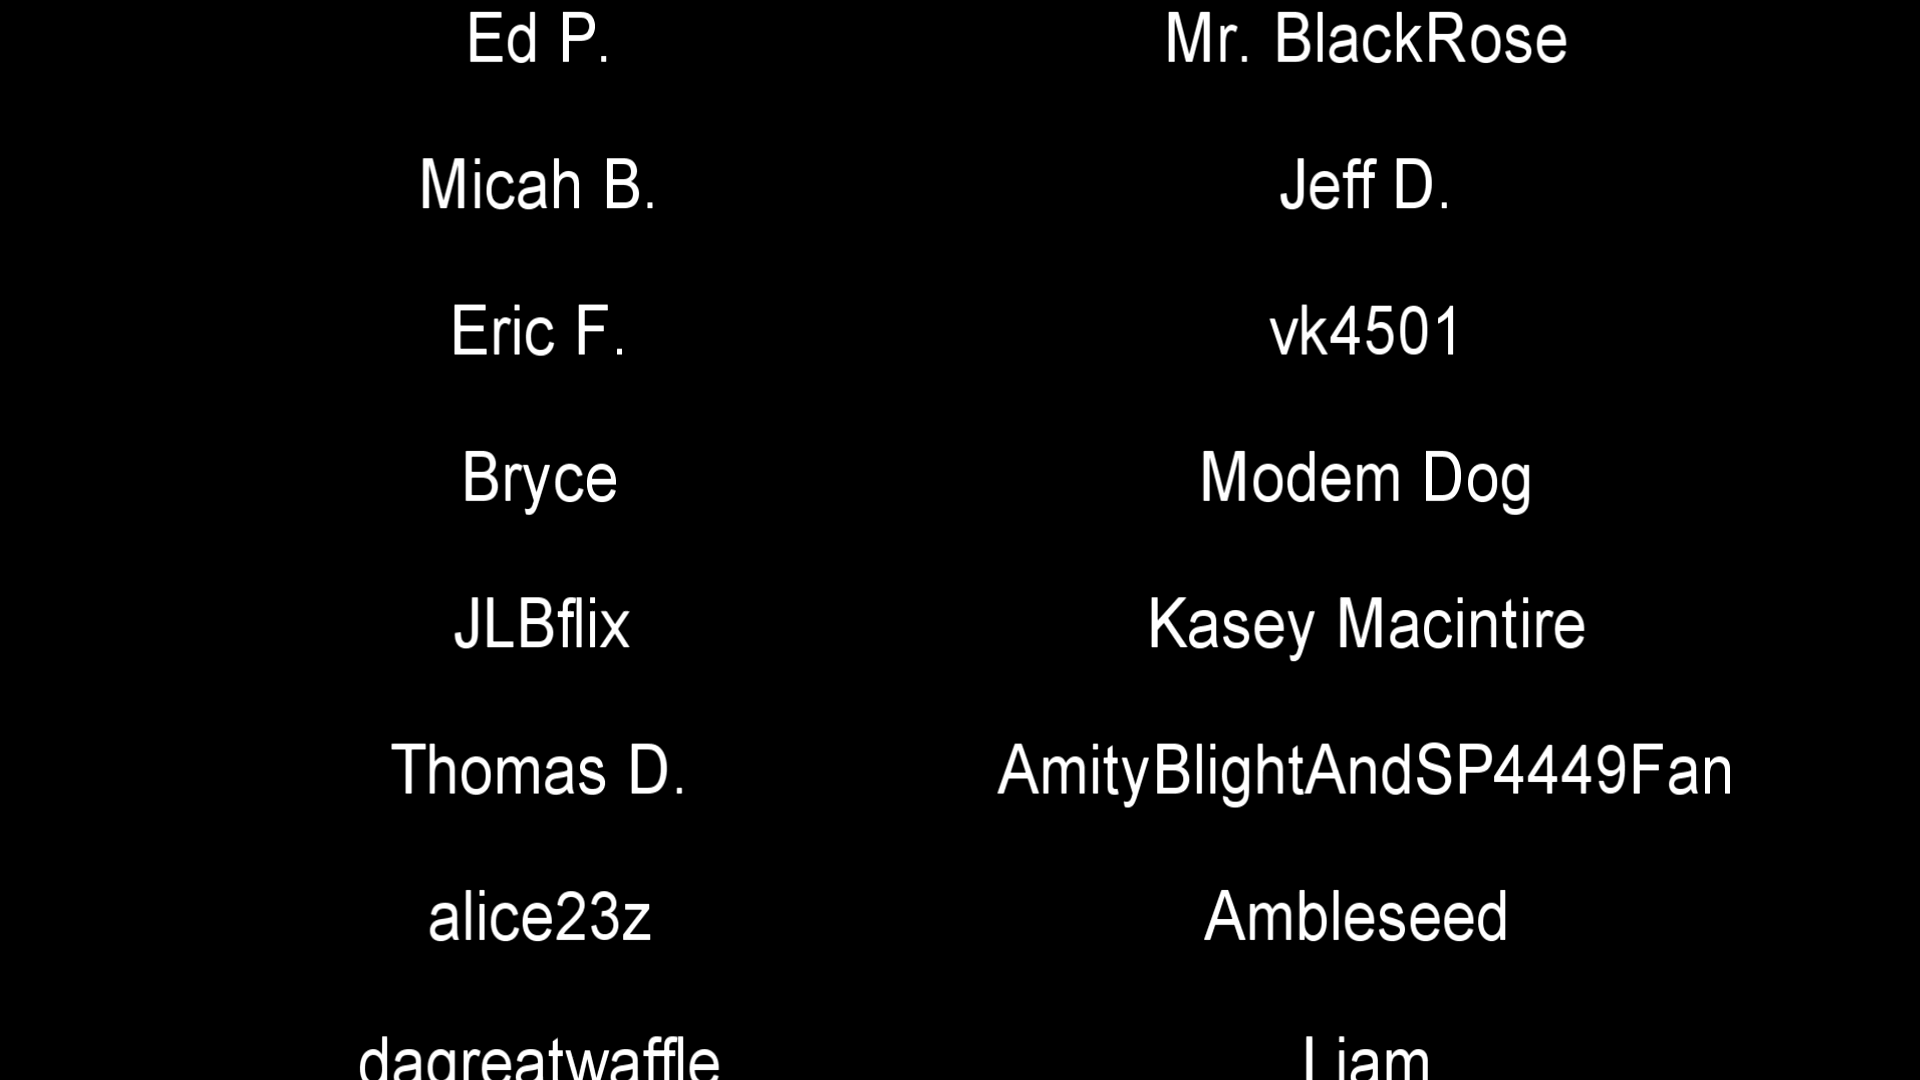 Ed P. Mr. BlackRose
Micah B. Jeff D.
Eric F. vk4501
Bryce Modem Dog
JLBflix Kasey Macintire
Thomas D. AmityBlightAndSP4449Fan
alice23z Ambleseed
dagreatwaffle Liam